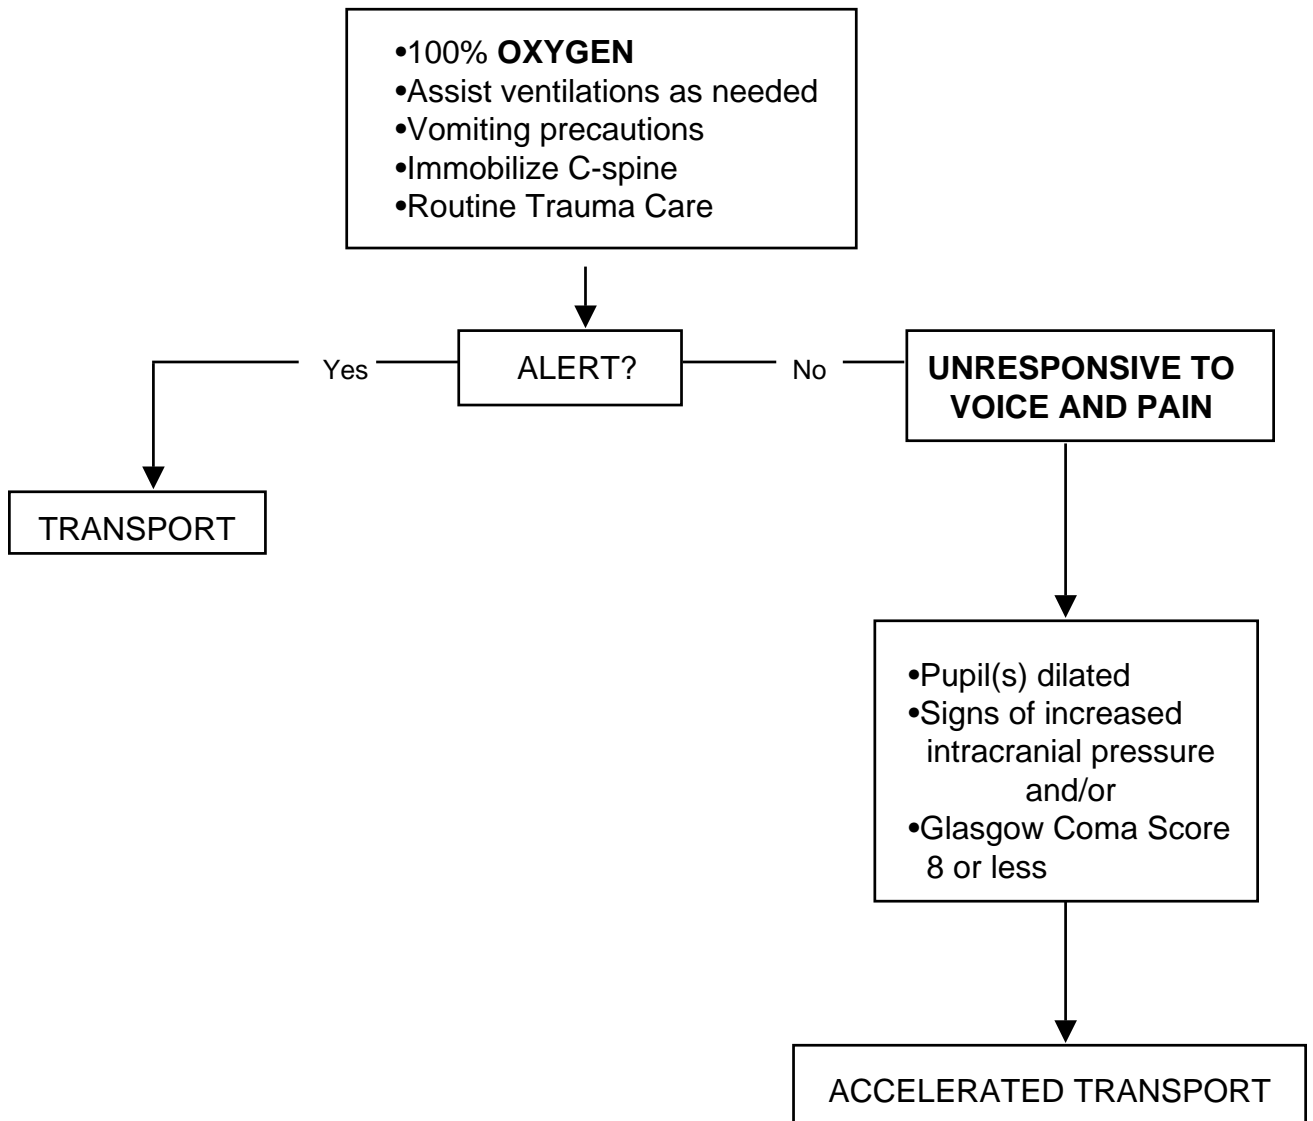 •100% OXYGEN
•Assist ventilations as needed
•Vomiting precautions
•Immobilize C-spine
•Routine Trauma Care
Yes
ALERT?
No
UNRESPONSIVE TO
VOICE AND PAIN
TRANSPORT
•Pupil(s) dilated
•Signs of increased
intracranial pressure
and/or
•Glasgow Coma Score
8 or less
ACCELERATED TRANSPORT